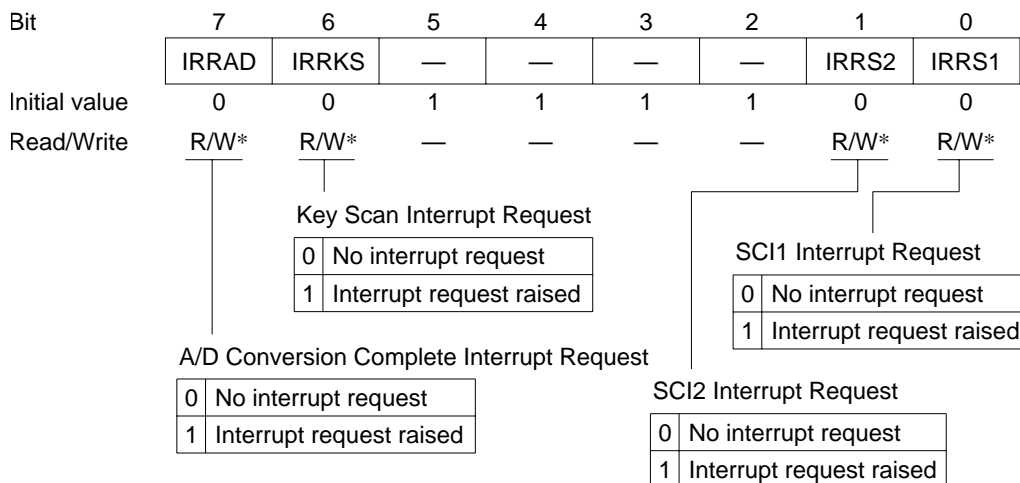 Bit 7 6 5 4 3 2 1 0
IRRAD IRRKS — — — — IRRS2 IRRS1
Initial value 0 0 1 1 1 1 0 0
Read/Write R/W* R/W* — — — — R/W* R/W*
Key Scan Interrupt Request
0 No interrupt request
1 Interrupt request raised
SCI1 Interrupt Request
0 No interrupt request
1 Interrupt request raised
A/D Conversion Complete Interrupt Request
0 No interrupt request
1 Interrupt request raised
SCI2 Interrupt Request
0 No interrupt request
1 Interrupt request raised